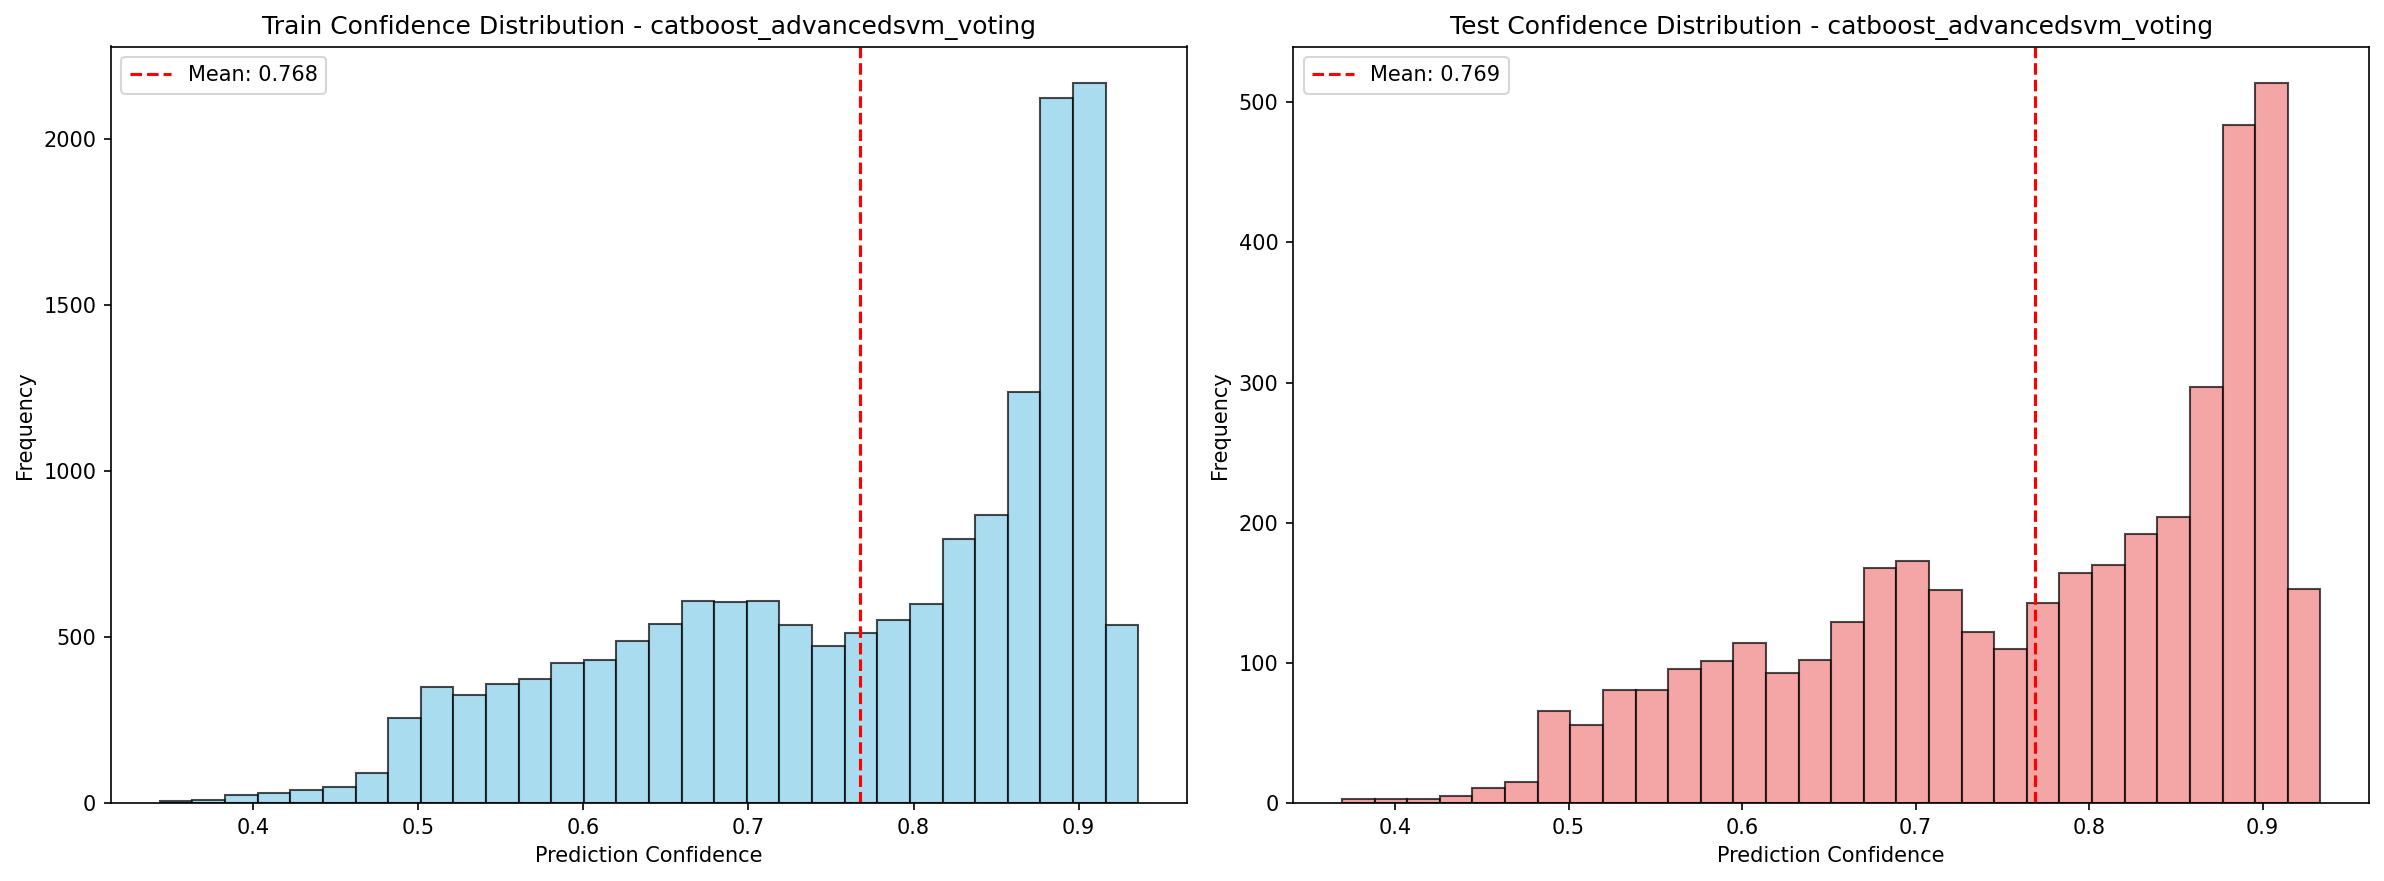 Train Confidence Distribution - catboost_advancedsvm_voting
Mean: 0.768
Frequency
2000
1500
1000
500
0
0.4 0.5 0.6 0.7 0.8 0.9
Prediction Confidence
Test Confidence Distribution - catboost_advancedsvm_voting
Mean: 0.769
Frequency
500
400
300
200
100
0
0.4 0.5 0.6 0.7 0.8 0.9
Prediction Confidence